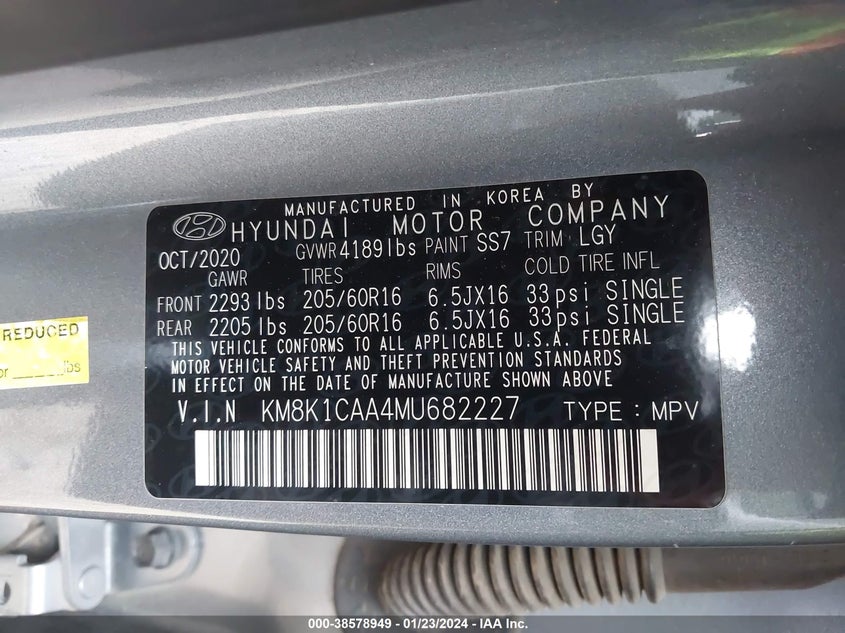 MANUFACTURED IN KOREA BY
HYUNDAI MOTOR COMPANY
OCT/2020 GVWR 4189 lbs PAINT SS7 TRIM LGY
GAWR TIRES RIMS COLD TIRE INFL
FRONT 2293 lbs 205/60R16 6.5JX16 33 psi SINGLE
REAR 2205 lbs 205/60R16 6.5JX16 33 psi SINGLE
THIS VEHICLE CONFORMS TO ALL APPLICABLE U.S.A. FEDERAL
MOTOR VEHICLE SAFETY AND THEFT PREVENTION STANDARDS
IN EFFECT ON THE DATE OF MANUFACTURE SHOWN ABOVE
V.I.N KM8K1CAA4MU682227 TYPE : MPV
REDUCED
or ____ lbs
000-38578949 - 01/23/2024 - IAA Inc.